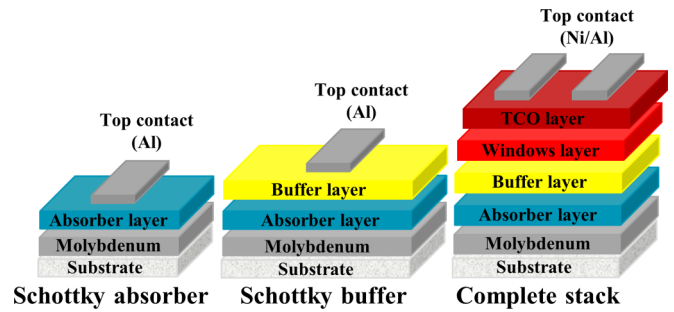 Top contact
(Al)
Absorber layer
Molybdenum
Substrate
Schottky absorber
Top contact
(Al)
Buffer layer
Absorber layer
Molybdenum
Substrate
Schottky buffer
Top contact
(Ni/Al)
TCO layer
Windows layer
Buffer layer
Absorber layer
Molybdenum
Substrate
Complete stack